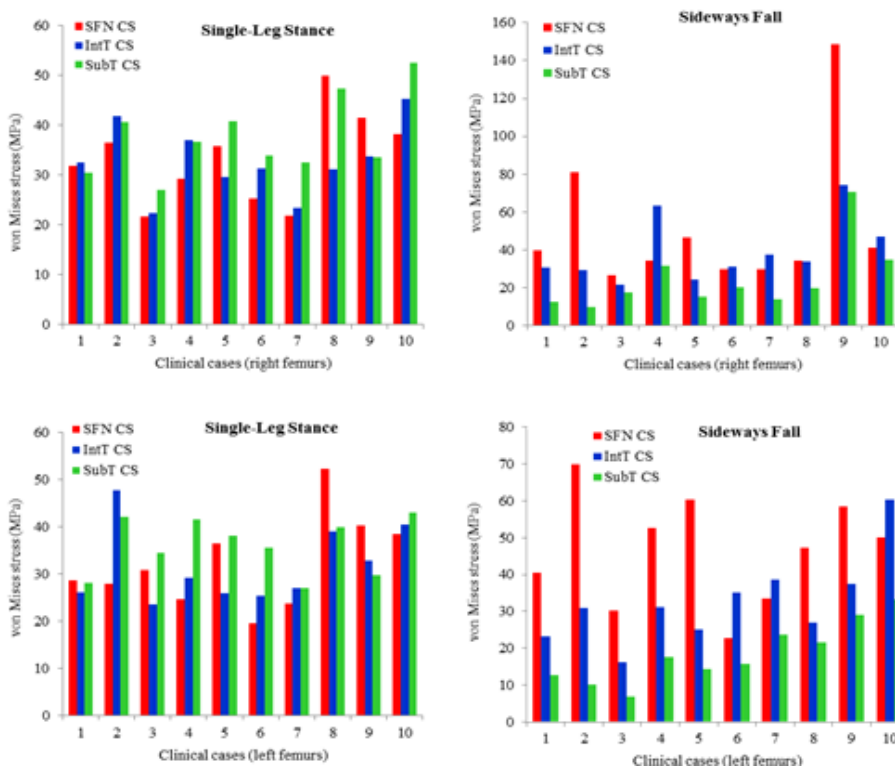 Single-Leg Stance
SFN CS
IntT CS
SubT CS
von Mises stress (MPa)
60
50
40
30
20
10
0
1 2 3 4 5 6 7 8 9 10
Clinical cases (right femurs)
Sideways Fall
SFN CS
IntT CS
SubT CS
von Mises stress (MPa)
160
140
120
100
80
60
40
20
0
1 2 3 4 5 6 7 8 9 10
Clinical cases (right femurs)
Single-Leg Stance
SFN CS
IntT CS
SubT CS
von Mises stress (MPa)
60
50
40
30
20
10
0
1 2 3 4 5 6 7 8 9 10
Clinical cases (left femurs)
Sideways Fall
SFN CS
IntT CS
SubT CS
von Mises stress (MPa)
80
70
60
50
40
30
20
10
0
1 2 3 4 5 6 7 8 9 10
Clinical cases (left femurs)